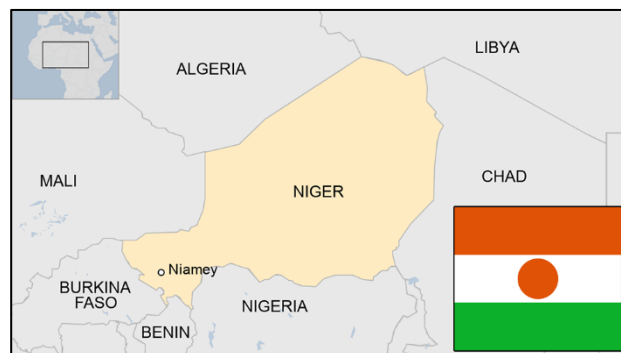 LIBYA
ALGERIA
MALI
NIGER
CHAD
Niamey
BURKINA
FASO
NIGERIA
BENIN